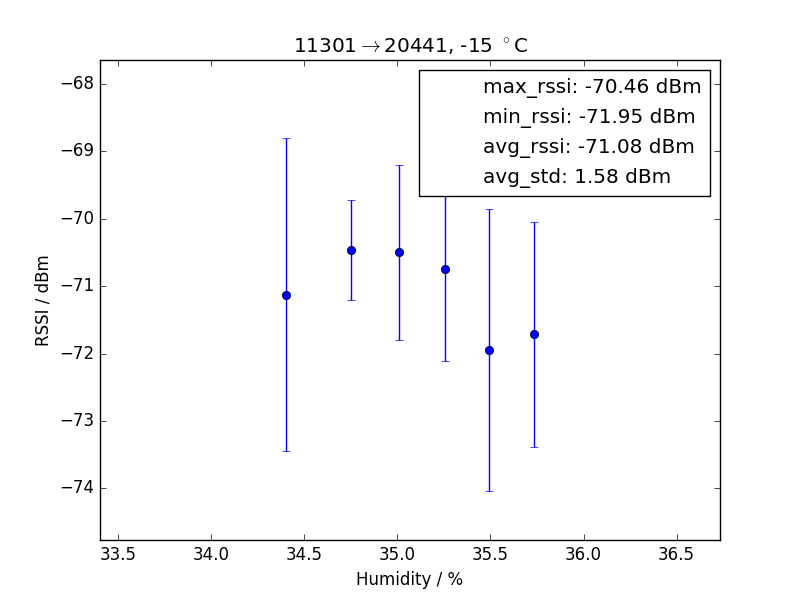 11301→20441, -15 °C
max_rssi: -70.46 dBm
min_rssi: -71.95 dBm
avg_rssi: -71.08 dBm
avg_std: 1.58 dBm
−68
−69
−70
−71
−72
−73
−74
RSSI / dBm
33.5 34.0 34.5 35.0 35.5 36.0 36.5
Humidity / %